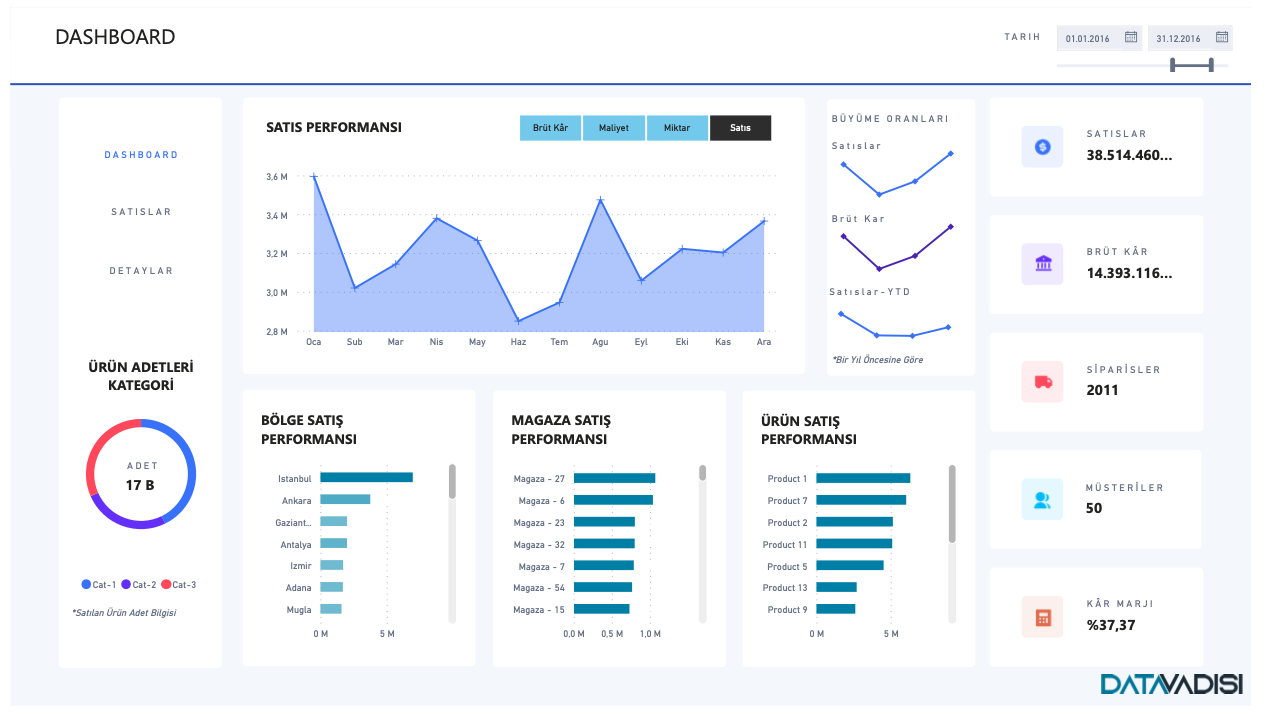 DASHBOARD
TARIH
01.01.2016
31.12.2016
DASHBOARD
SATISLAR
DETAYLAR
ÜRÜN ADETLERİ
KATEGORİ
ADET
17 B
Cat-1 Cat-2 Cat-3
*Satılan Ürün Adet Bilgisi
SATIS PERFORMANSI
Brüt Kâr Maliyet Miktar Satıs
3,6 M
3,4 M
3,2 M
3,0 M
2,8 M
Oca Sub Mar Nis May Haz Tem Agu Eyl Eki Kas Ara
BÜYÜME ORANLARI
Satıslar
Brüt Kar
Satıslar-YTD
*Bir Yıl Öncesine Göre
SATISLAR
38.514.460...
BRÜT KÂR
14.393.116...
SİPARİSLER
2011
MÜSTERİLER
50
KÂR MARJI
%37,37
BÖLGE SATIŞ
PERFORMANSI
Istanbul
Ankara
Gaziant...
Antalya
Izmir
Adana
Mugla
0 M 5 M
MAGAZA SATIŞ
PERFORMANSI
Magaza - 27
Magaza - 6
Magaza - 23
Magaza - 32
Magaza - 7
Magaza - 54
Magaza - 15
0,0 M 0,5 M 1,0 M
ÜRÜN SATIŞ
PERFORMANSI
Product 1
Product 7
Product 2
Product 11
Product 5
Product 13
Product 9
0 M 5 M
DATAVADISI